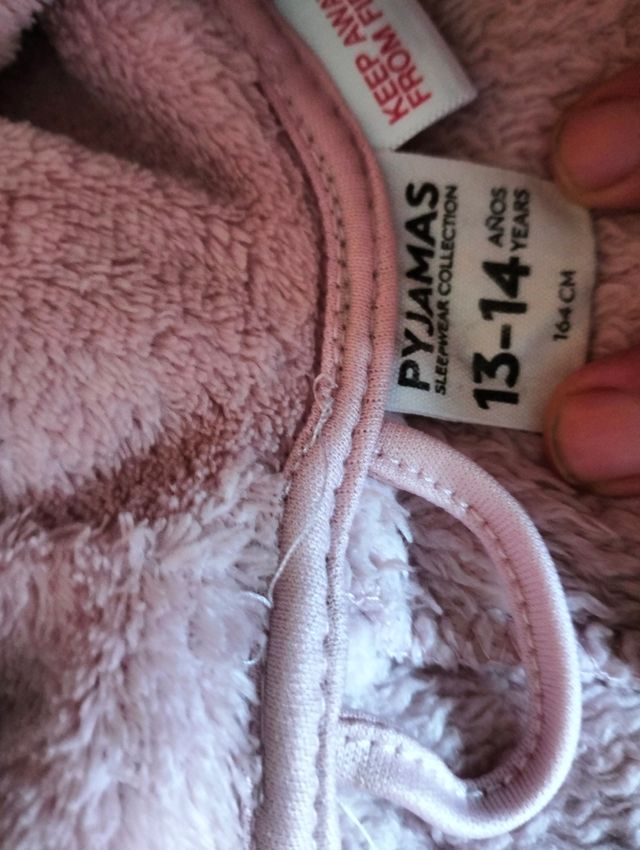 KEEP AWAY
FROM FI
PYJAMAS
SLEEPWEAR COLLECTION
13-14 AÑOS
YEARS
164 CM